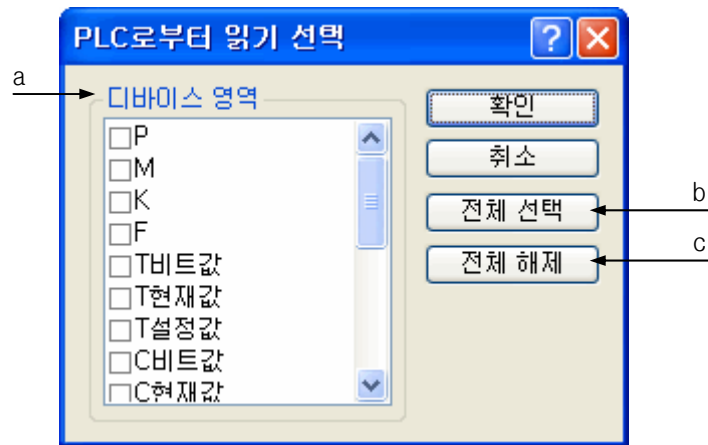 PLC로부터 읽기 선택
a
디바이스 영역
P
M
K
F
T비트값
T현재값
T설정값
C비트값
C현재값
확인
취소
전체 선택
b
전체 해제
c